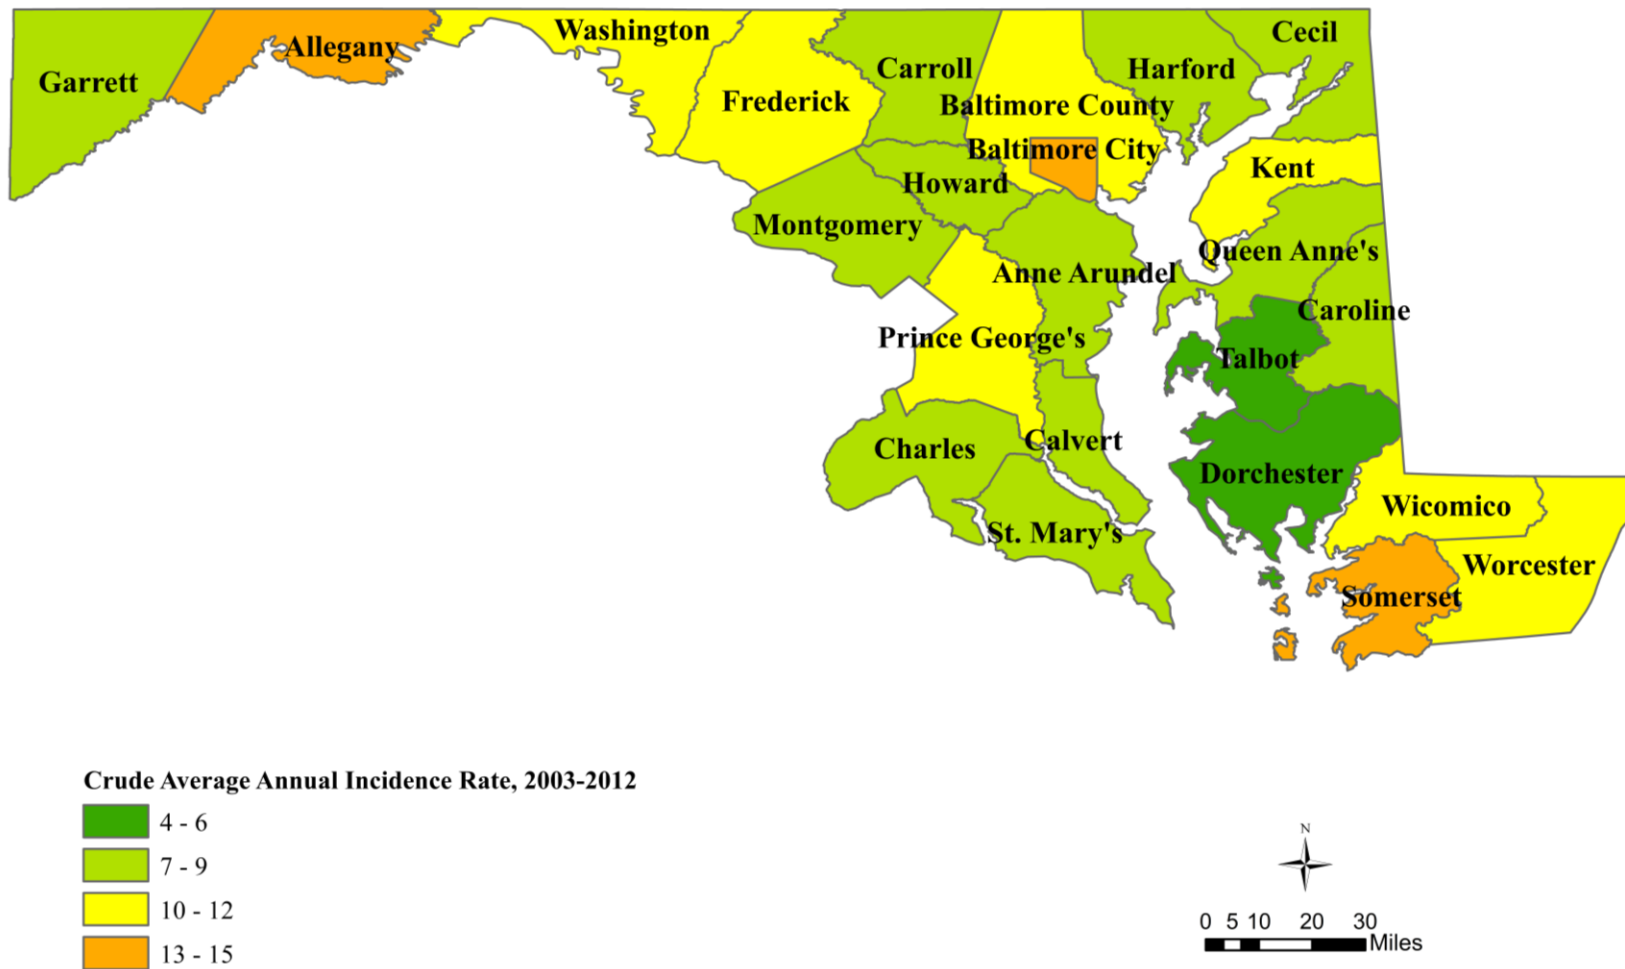 Washington
Cecil
Allegany
Carroll
Harford
Garrett
Frederick
Baltimore County
Baltimore City
Kent
Howard
Montgomery
Queen Anne's
Anne Arundel
Caroline
Prince George's
Talbot
Calvert
Charles
Dorchester
Wicomico
St. Mary's
Worcester
Somerset
Crude Average Annual Incidence Rate, 2003-2012
4 - 6
7 - 9
10 - 12
13 - 15
N
0 5 10 20 30
Miles